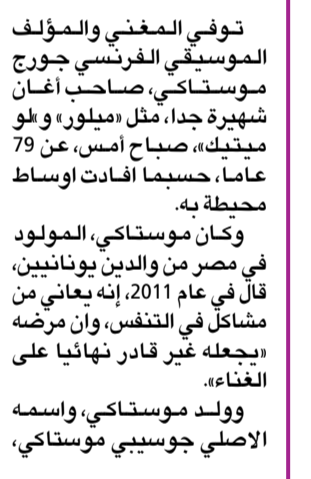 توفي المغني والمؤلف
الموسيقي الفرنسي جورج
موستاكي، صاحب أغان
شهيرة جدا، مثل «ميلور» و«لو
ميتيك»، صباح أمس، عن 79
عاما، حسبما افادت اوساط
محيطة به.
وكان موستاكي، المولود
في مصر من والدين يونانيين،
قال في عام 2011، إنه يعاني من
مشاكل في التنفس، وان مرضه
«يجعله غير قادر نهائيا على
الغناء».
وولد موستاكي، واسمه
الاصلي جوسيبي موستاكي،